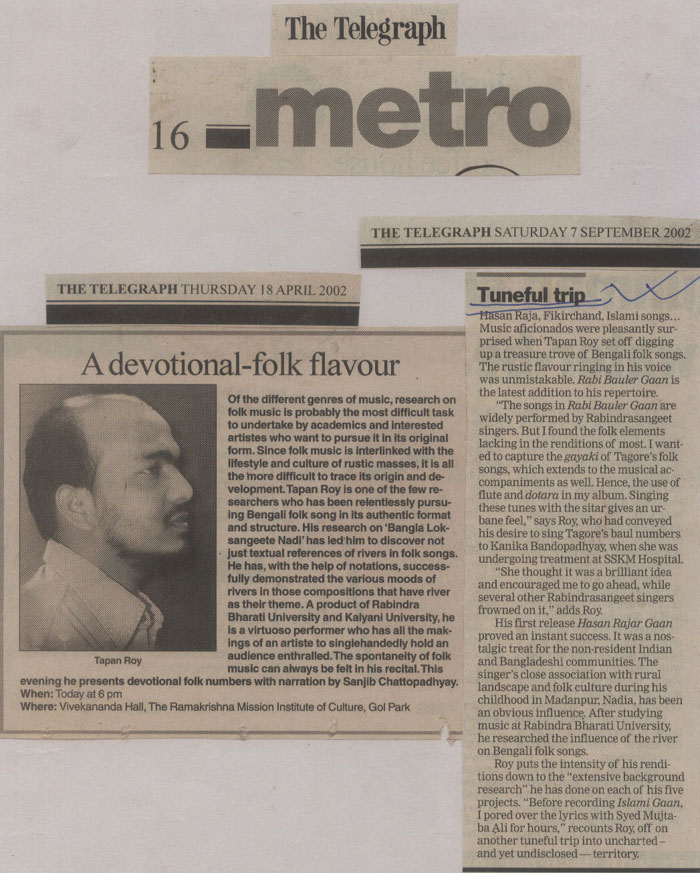 The Telegraph
16 metro
THE TELEGRAPH THURSDAY 18 APRIL 2002
A devotional-folk flavour
Tapan Roy
Of the different genres of music, research on
folk music is probably the most difficult task
to undertake by academics and interested
artistes who want to pursue it in its original
form. Since folk music is interlinked with the
lifestyle and culture of rustic masses, it is all
the more difficult to trace its origin and de-
velopment. Tapan Roy is one of the few re-
searchers who has been relentlessly pursu-
ing Bengali folk song in its authentic format
and structure. His research on ‘Bangla Lok-
sangeete Nadi’ has led him to discover not
just textual references of rivers in folk songs.
He has, with the help of notations, success-
fully demonstrated the various moods of
rivers in those compositions that have river
as their theme. A product of Rabindra
Bharati University and Kalyani University, he
is a virtuoso performer who has all the mak-
ings of an artiste to singlehandedly hold an
audience enthralled. The spontaneity of folk
music can always be felt in his recital. This
evening he presents devotional folk numbers with narration by Sanjib Chattopadhyay.
When: Today at 6 pm
Where: Vivekananda Hall, The Ramakrishna Mission Institute of Culture, Gol Park
THE TELEGRAPH SATURDAY 7 SEPTEMBER 2002
Tuneful trip
Hasan Raja, Fikirchand, Islami songs...
Music aficionados were pleasantly sur-
prised when Tapan Roy set off digging
up a treasure trove of Bengali folk songs.
The rustic flavour ringing in his voice
was unmistakable. Rabi Bauler Gaan is
the latest addition to his repertoire.
“The songs in Rabi Bauler Gaan are
widely performed by Rabindrasangeet
singers. But I found the folk elements
lacking in the renditions of most. I want-
ed to capture the gayaki of Tagore’s folk
songs, which extends to the musical ac-
companiments as well. Hence, the use of
flute and dotara in my album. Singing
these tunes with the sitar gives an ur-
bane feel,” says Roy, who had conveyed
his desire to sing Tagore’s baul numbers
to Kanika Bandopadhyay, when she was
undergoing treatment at SSKM Hospital.
“She thought it was a brilliant idea
and encouraged me to go ahead, while
several other Rabindrasangeet singers
frowned on it,” adds Roy.
His first release Hasan Rajar Gaan
proved an instant success. It was a nos-
talgic treat for the non-resident Indian
and Bangladeshi communities. The
singer’s close association with rural
landscape and folk culture during his
childhood in Madanpur, Nadia, has been
an obvious influence. After studying
music at Rabindra Bharati University,
he researched the influence of the river
on Bengali folk songs.
Roy puts the intensity of his rendi-
tions down to the “extensive background
research” he has done on each of his five
projects. “Before recording Islami Gaan,
I pored over the lyrics with Syed Mujta-
ba Ali for hours,” recounts Roy, off on
another tuneful trip into uncharted –
and yet undisclosed — territory.